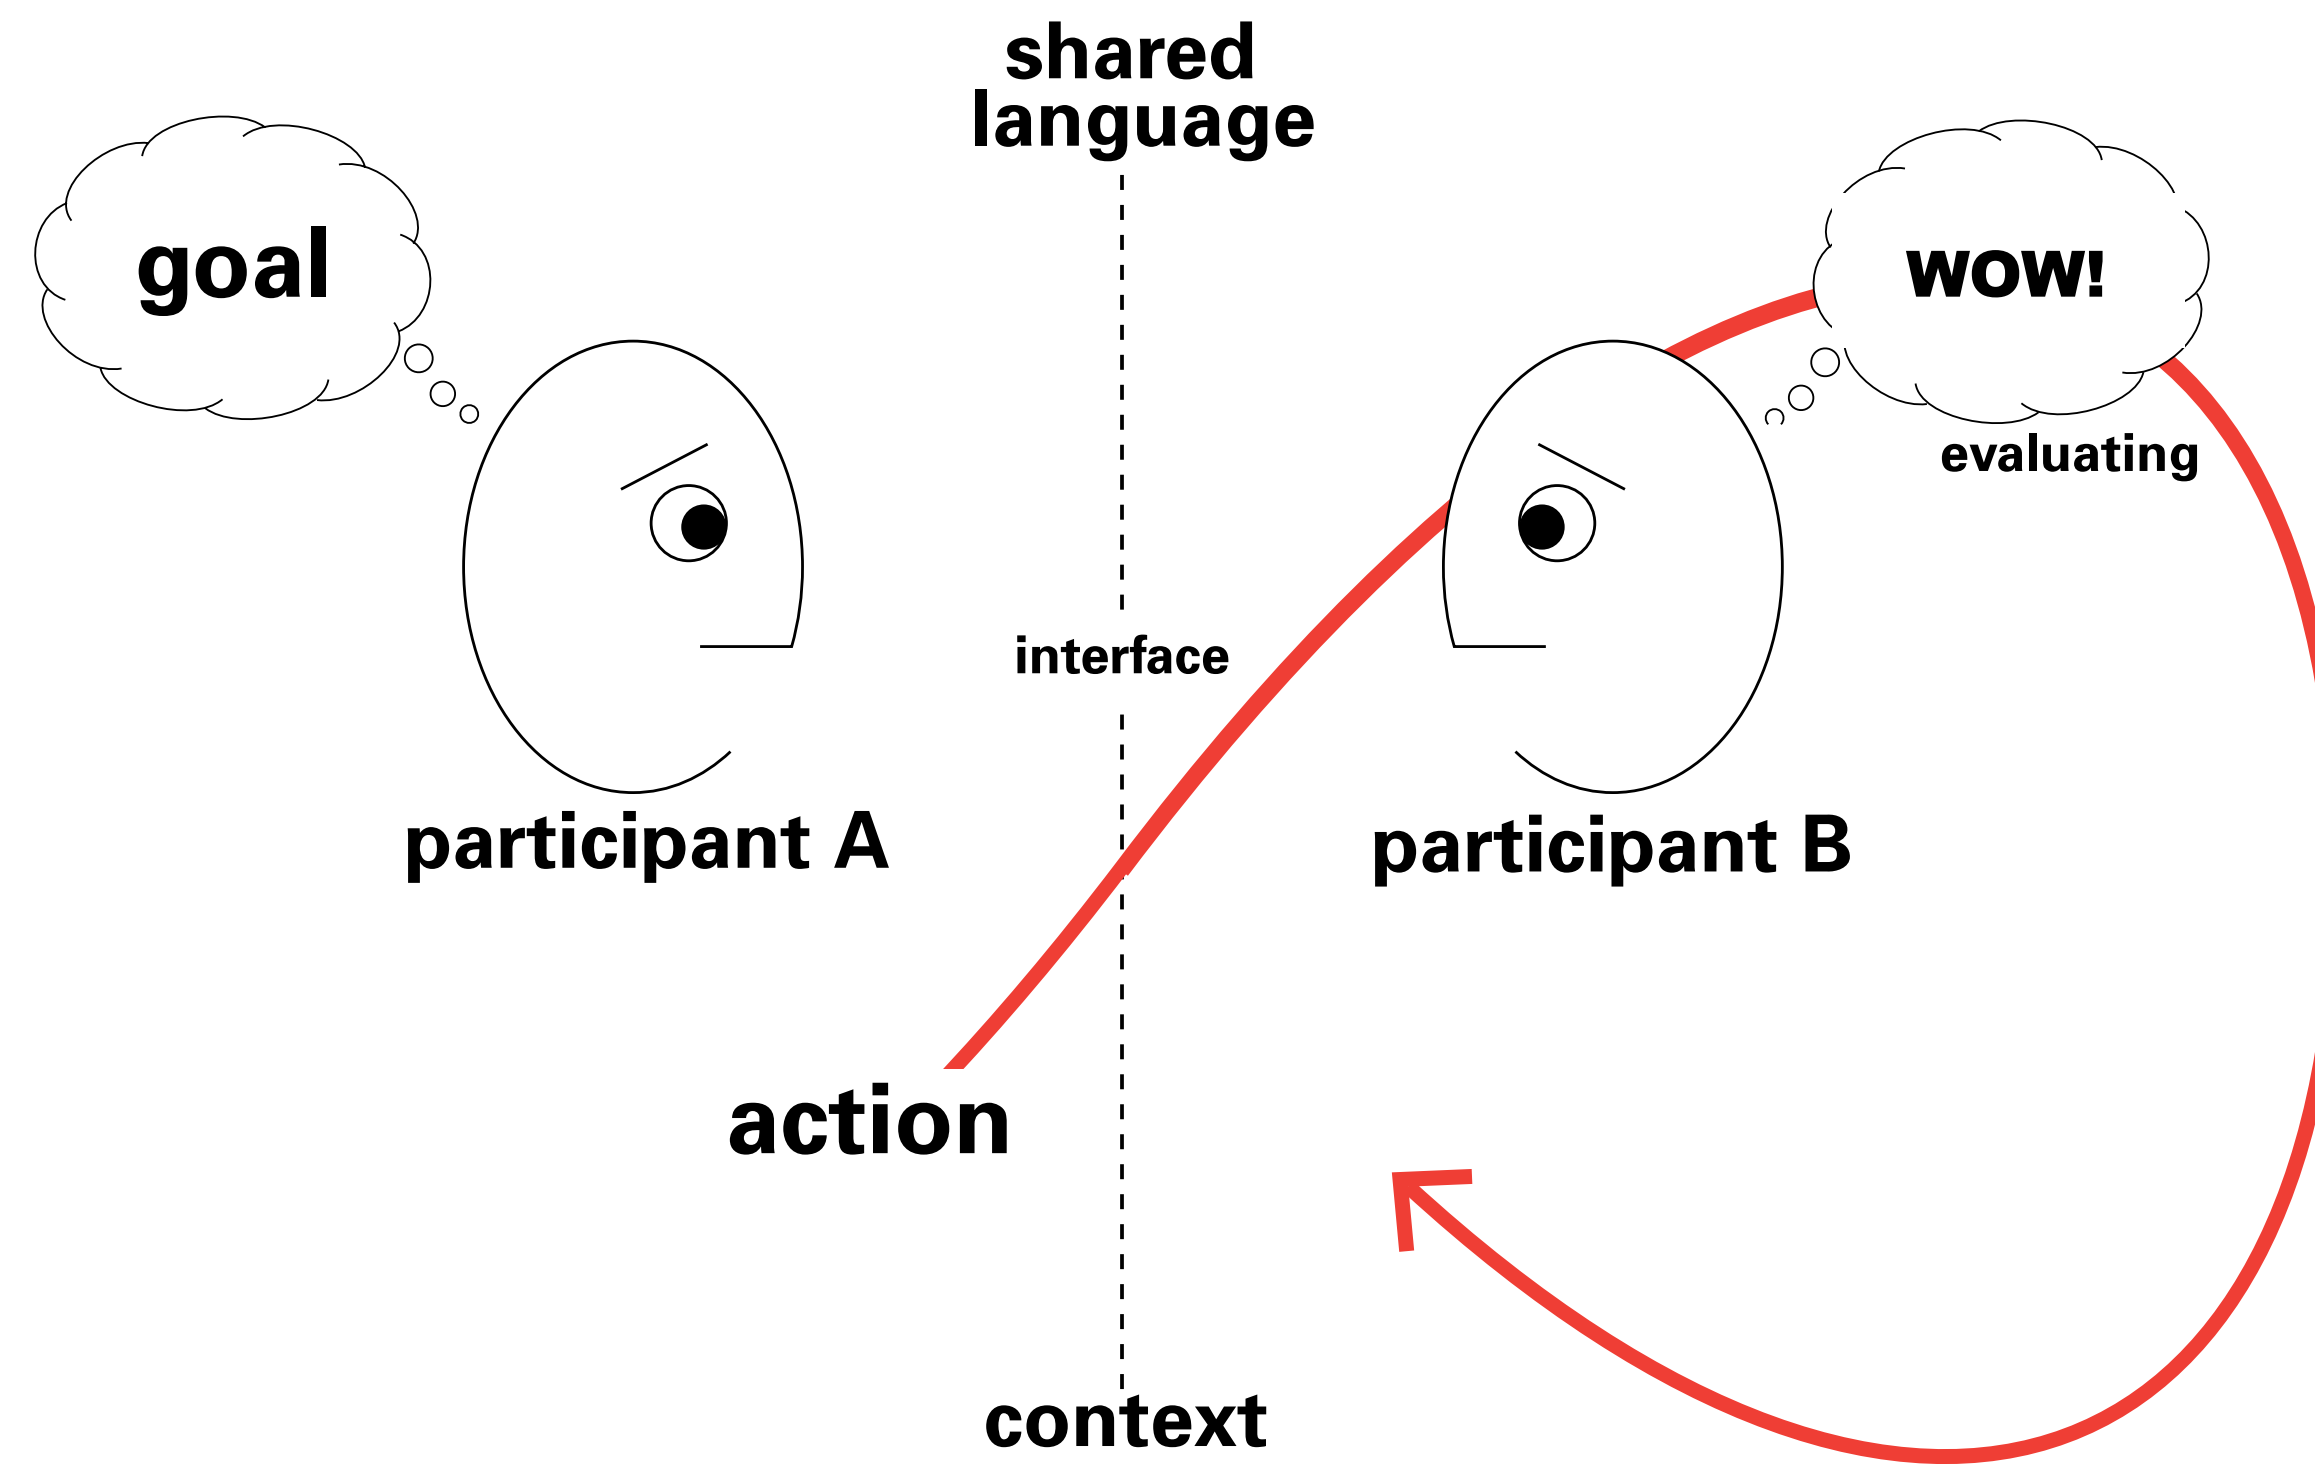 shared
language
goal
wow!
evaluating
interface
participant A
participant B
action
context